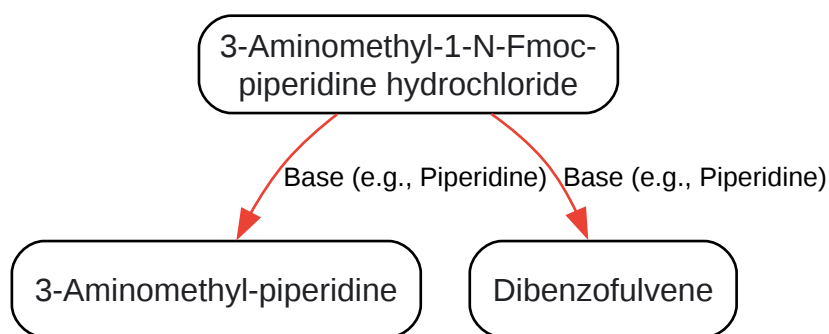 3-Aminomethyl-1-N-Fmoc-
piperidine hydrochloride
Base (e.g., Piperidine)
Base (e.g., Piperidine)
3-Aminomethyl-piperidine
Dibenzofulvene